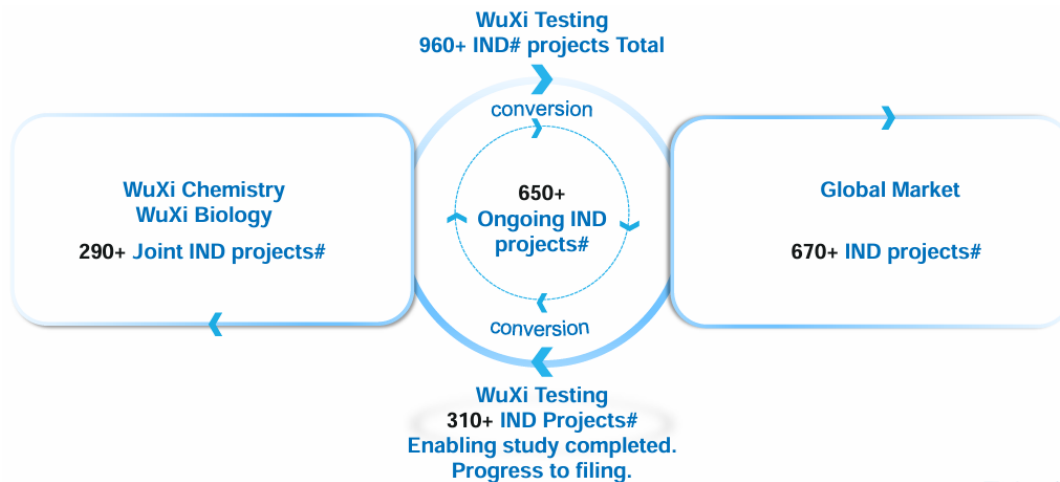 WuXi Testing
960+ IND# projects Total
conversion
WuXi Chemistry
WuXi Biology
290+ Joint IND projects#
650+
Ongoing IND
projects#
Global Market
670+ IND projects#
conversion
WuXi Testing
310+ IND Projects#
Enabling study completed.
Progress to filing.